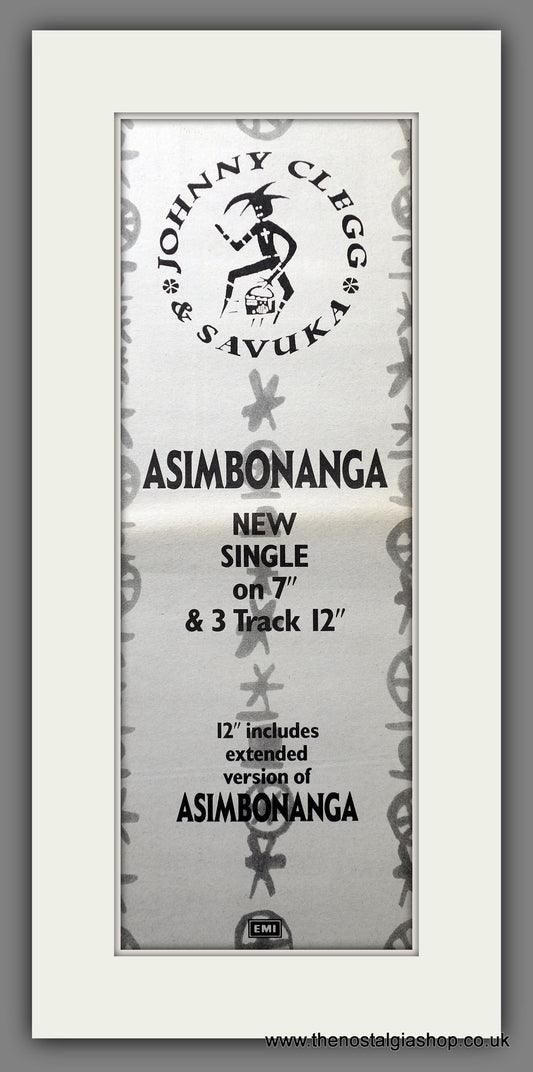 JOHNNY CLEGG
& SAVUKA
ASIMBONANGA
NEW
SINGLE
on 7"
& 3 Track 12"
12" includes
extended
version of
ASIMBONANGA
EMI
www.thenostalgiashop.co.uk